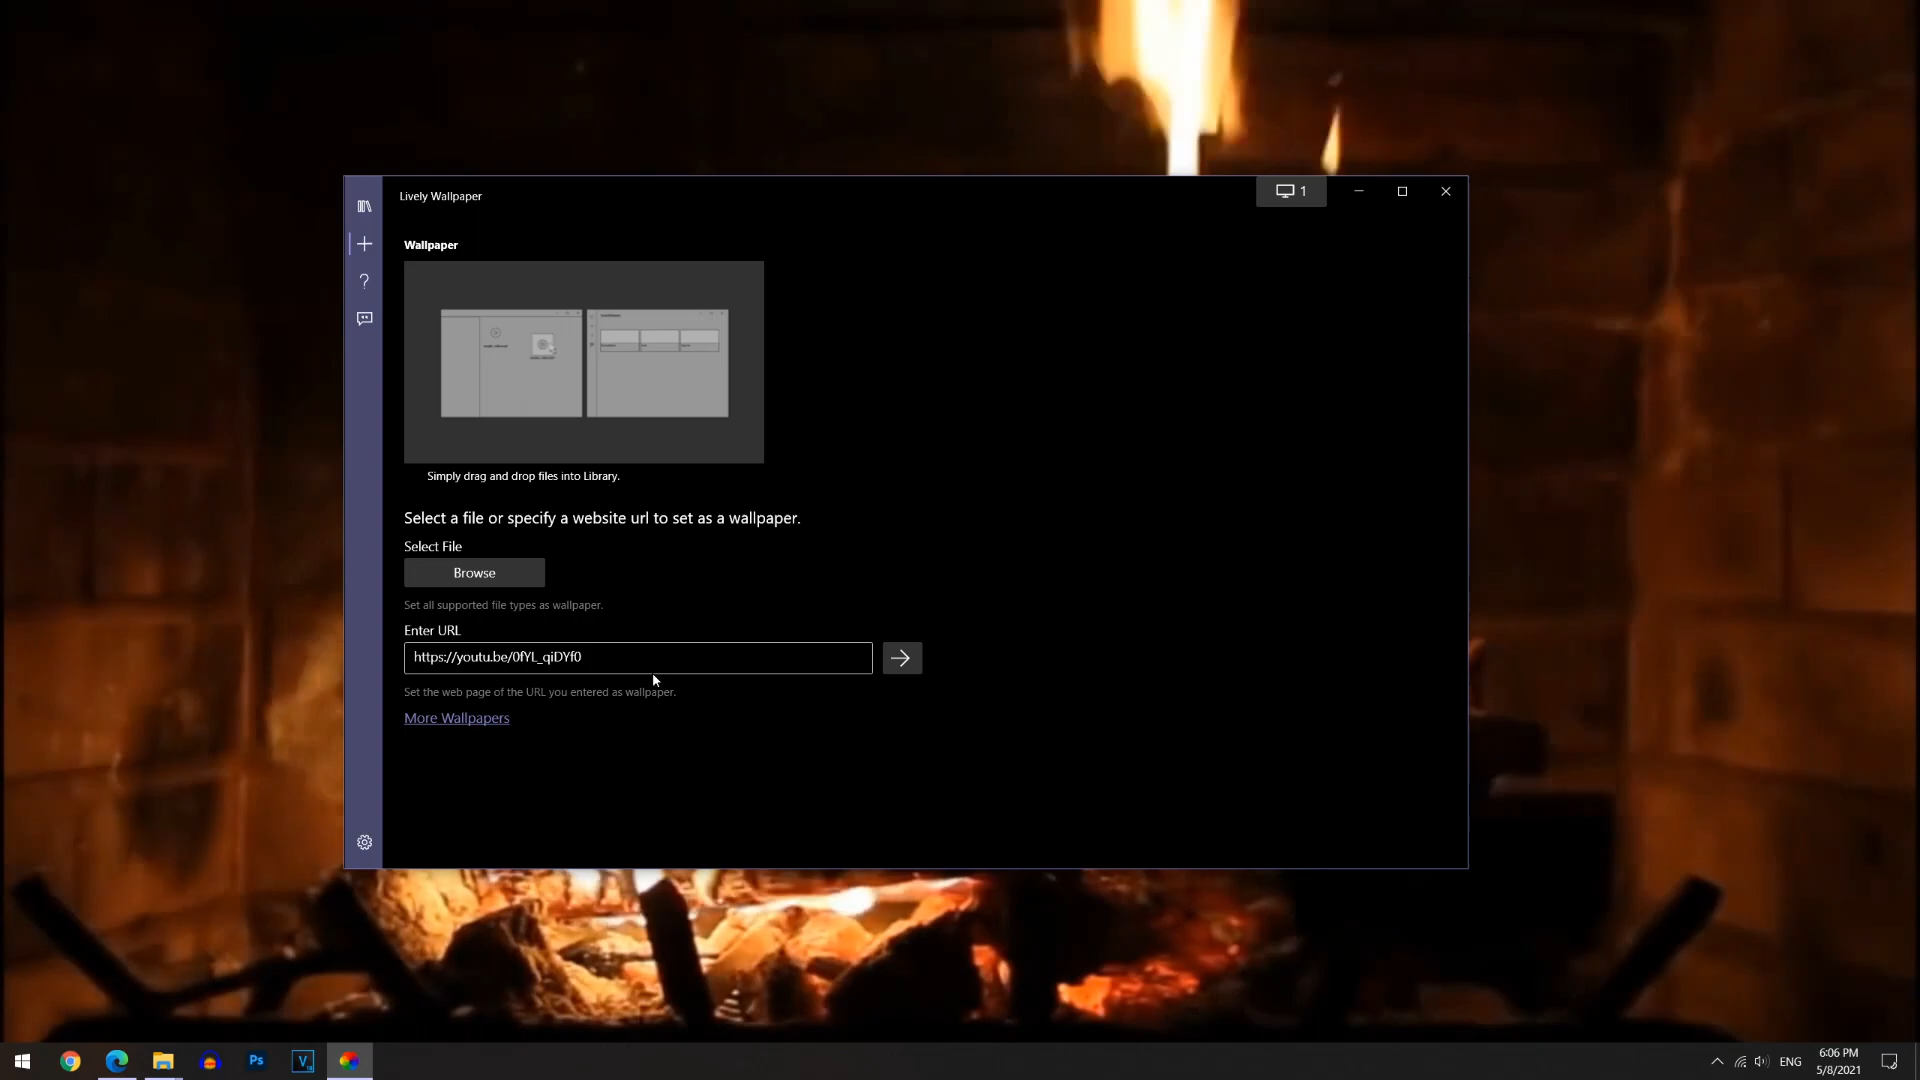 Lively Wallpaper
1
Wallpaper
Simply drag and drop files into Library.
Select a file or specify a website url to set as a wallpaper.
Select File
Browse
Set all supported file types as wallpaper.
Enter URL
https://youtu.be/0fYL_qiDYf0
Set the web page of the URL you entered as wallpaper.
More Wallpapers
Ps
V
ENG
6:06 PM
5/8/2021